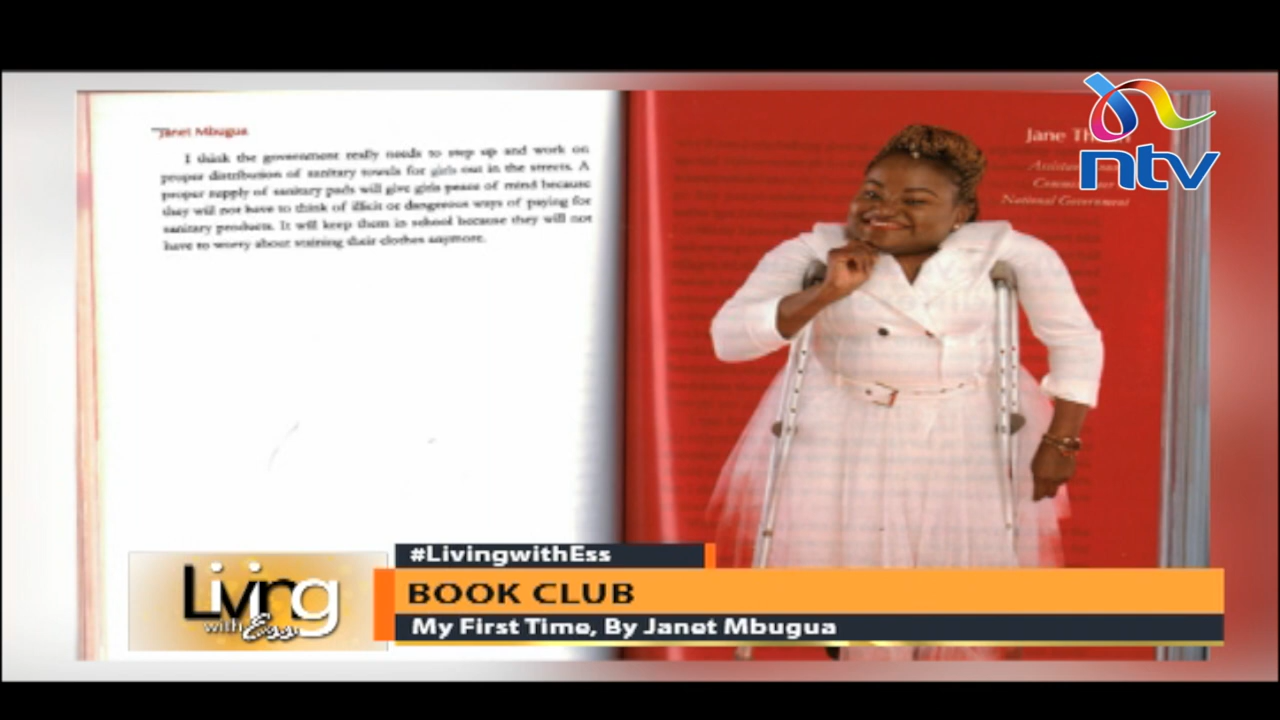 Janet Mbugua
I think the government really needs to step up and work on
proper distribution of sanitary towels for girls out in the streets. A
proper supply of sanitary pads will give girls peace of mind because
they will not have to think of illicit or dangerous ways of paying for
sanitary products. It will keep them in school because they will not
have to worry about staining their clothes anymore.
Jane
National Government
ntv
#LivingwithEss
BOOK CLUB
My First Time, By Janet Mbugua
Living
with Ess